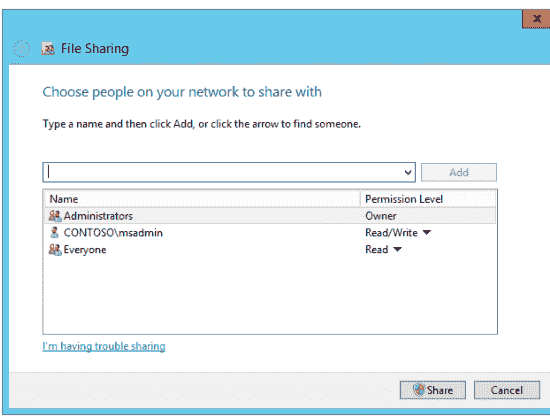 File Sharing
Choose people on your network to share with
Type a name and then click Add, or click the arrow to find someone.
Add
Name Permission Level
Administrators Owner
CONTOSO\msadmin Read/Write
Everyone Read
I'm having trouble sharing
Share Cancel